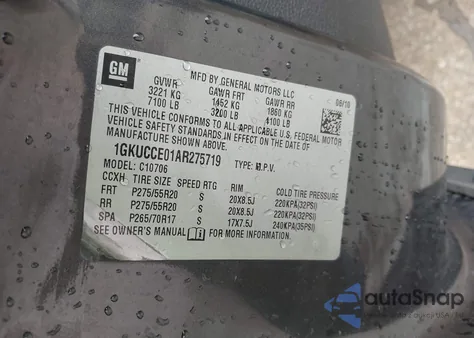 GM
MFD BY GENERAL MOTORS LLC 06/10
GVWR GAWR FRT GAWR RR
3221 KG 1452 KG 1860 KG
7100 LB 3200 LB 4100 LB
THIS VEHICLE CONFORMS TO ALL APPLICABLE U.S. FEDERAL MOTOR
VEHICLE SAFETY STANDARDS IN EFFECT ON THE DATE OF
MANUFACTURE SHOWN ABOVE.
1GKUCCE01AR275719 TYPE: M.P.V.
MODEL: C10706
CCXH TIRE SIZE SPEED RTG RIM COLD TIRE PRESSURE
FRT P275/55R20 S 20X8.5J 220KPA(32PSI)
RR P275/55R20 S 20X8.5J 220KPA(32PSI)
SPA P265/70R17 S 17X7.5J 240KPA(35PSI)
SEE OWNER'S MANUAL FOR MORE INFORMATION
autoSnap